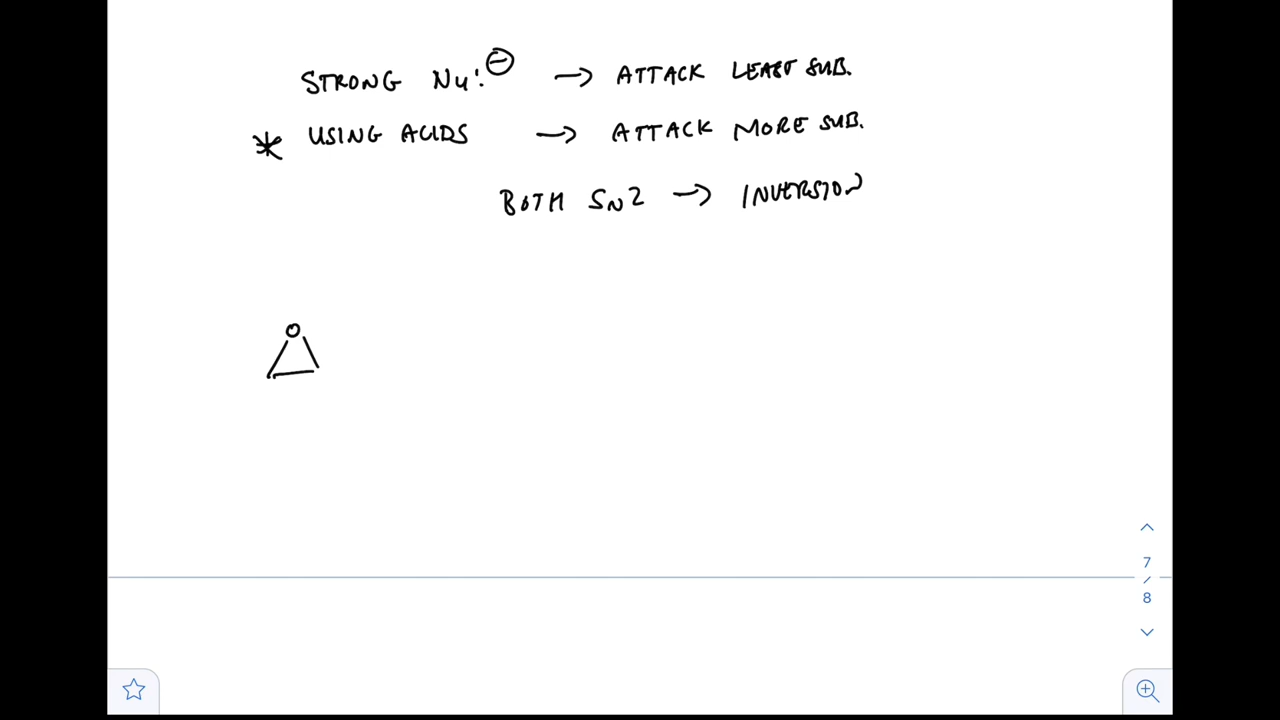 STRONG Nu:⊖ → ATTACK LEAST SUB.
* USING ACIDS → ATTACK MORE SUB.
BOTH SN2 → INVERSION
O
7
/
8